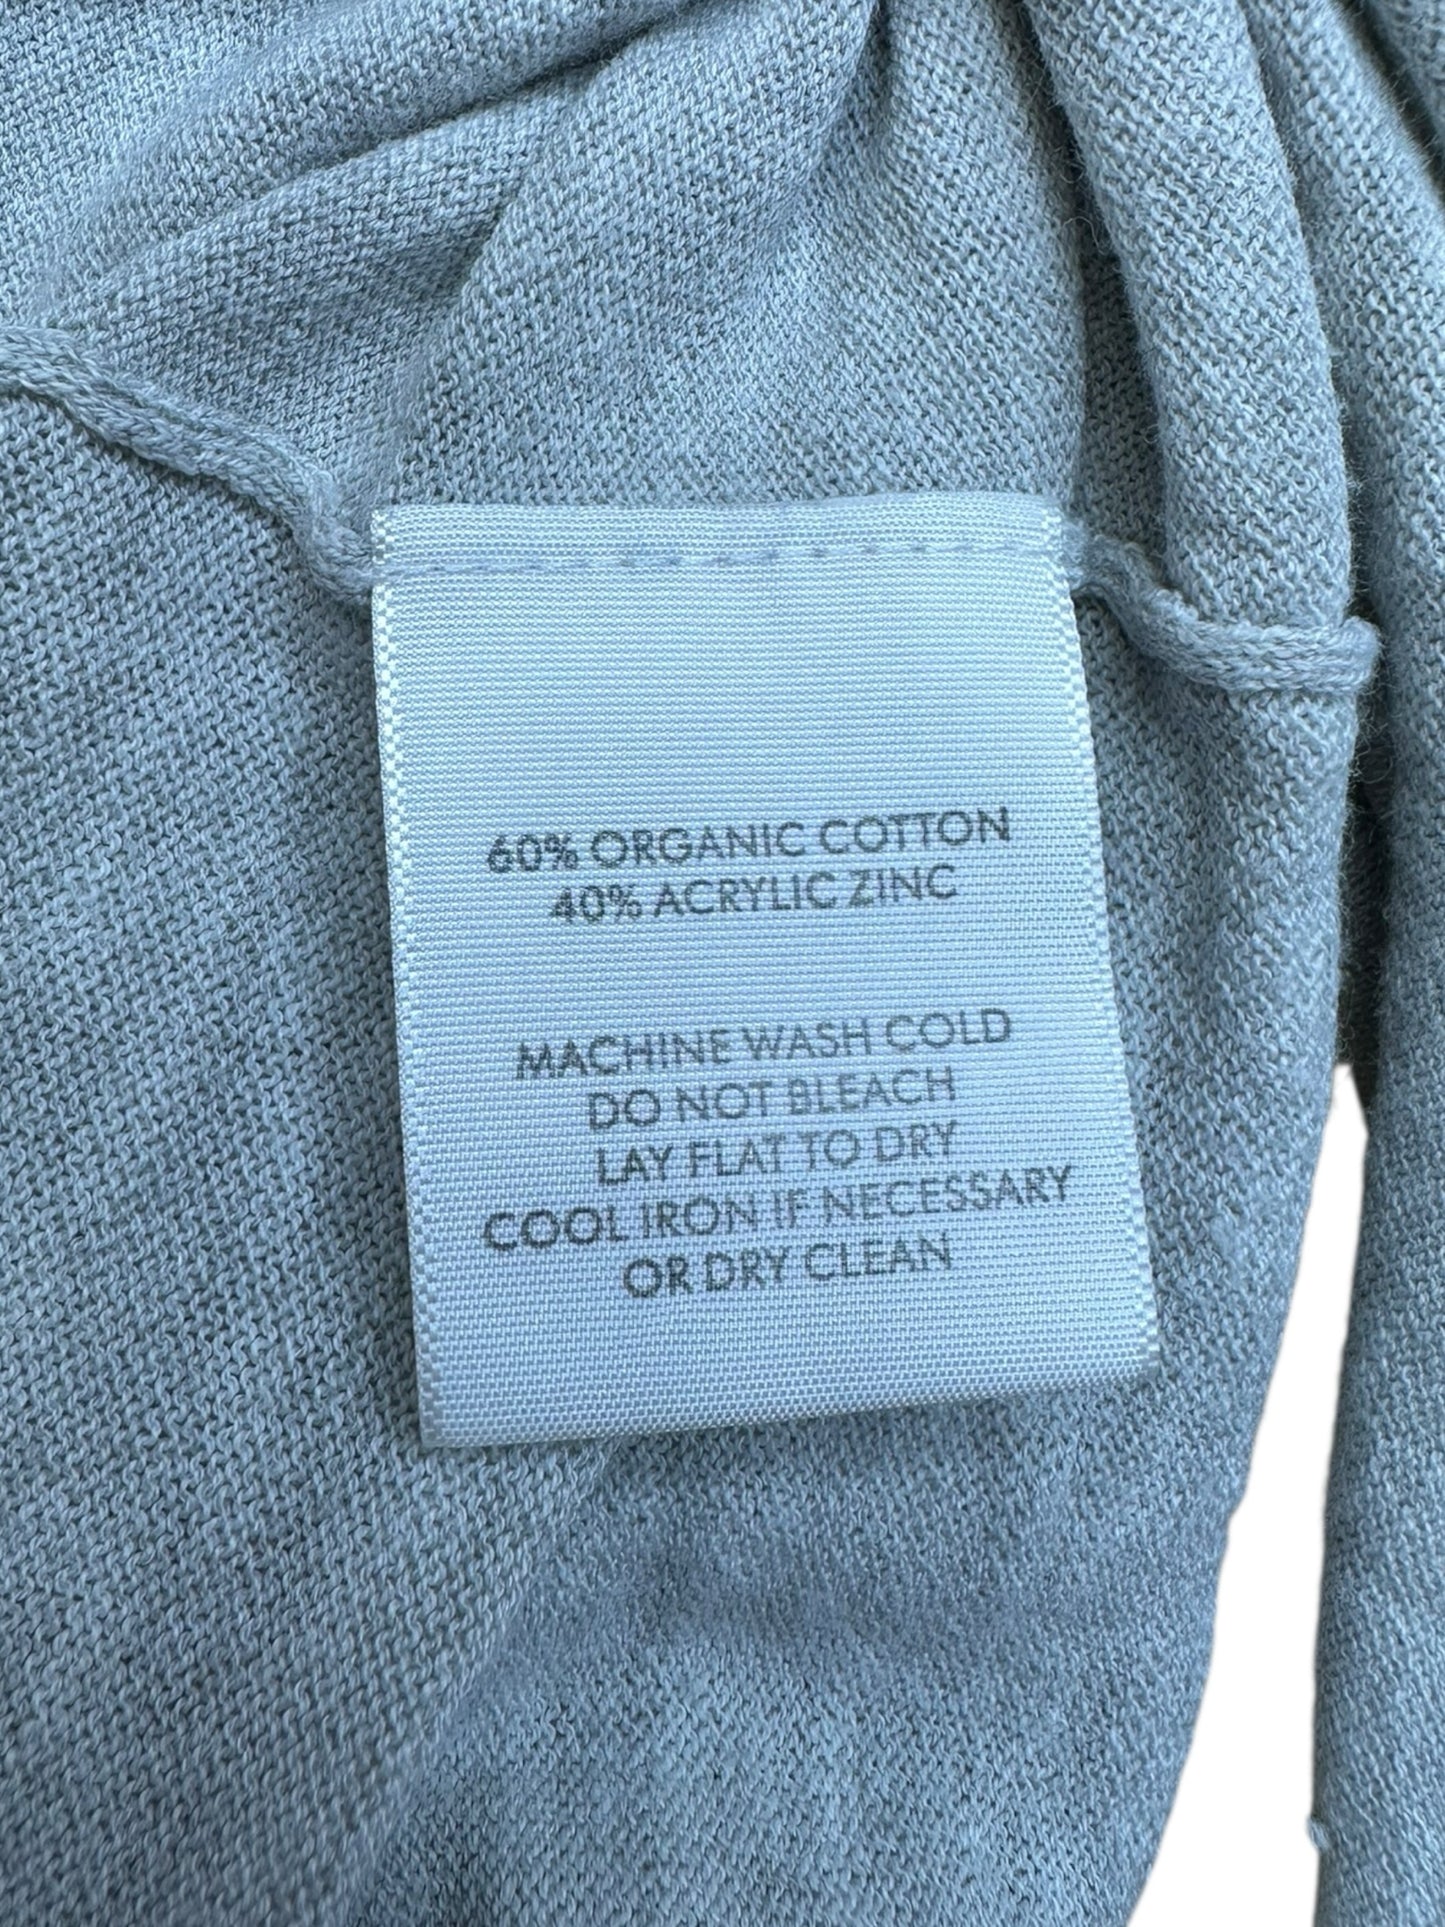 60% ORGANIC COTTON
40% ACRYLIC ZINC
MACHINE WASH COLD
DO NOT BLEACH
LAY FLAT TO DRY
COOL IRON IF NECESSARY
OR DRY CLEAN